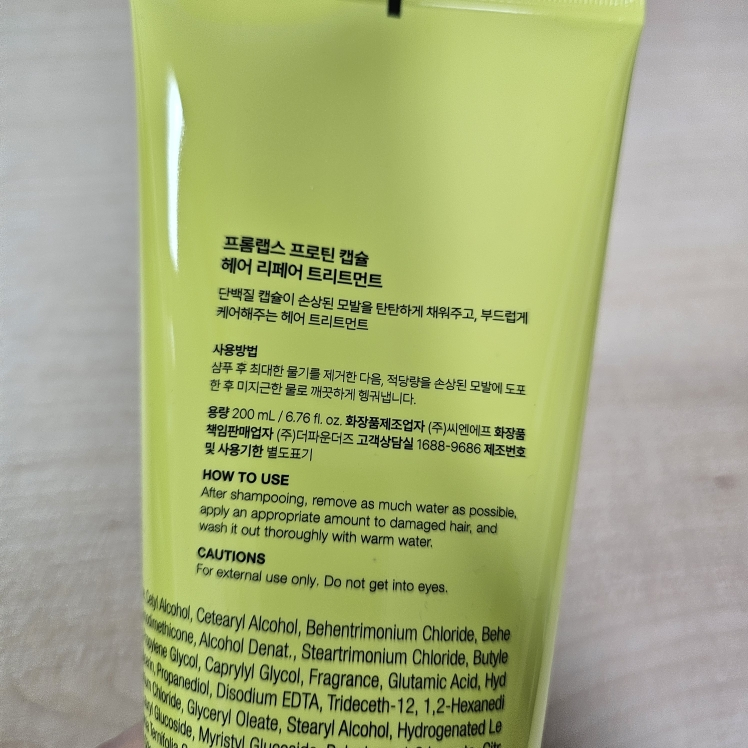 프롬랩스 프로틴 캡슐
헤어 리페어 트리트먼트
단백질 캡슐이 손상된 모발을 탄탄하게 채워주고, 부드럽게
케어해주는 헤어 트리트먼트
사용방법
샴푸 후 최대한 물기를 제거한 다음, 적당량을 손상된 모발에 도포
한 후 미지근한 물로 깨끗하게 헹궈냅니다.
용량 200 mL / 6.76 fl. oz. 화장품제조업자 (주)씨엔에프 화장품
책임판매업자 (주)더파운더즈 고객상담실 1688-9686 제조번호
및 사용기한 별도표기
HOW TO USE
After shampooing, remove as much water as possible,
apply an appropriate amount to damaged hair, and
wash it out thoroughly with warm water.
CAUTIONS
For external use only. Do not get into eyes.
Cetyl Alcohol, Cetearyl Alcohol, Behentrimonium Chloride, Behe
Alcohol Denat., Steartrimonium Chloride, Butyle
Glycol, Caprylyl Glycol, Fragrance, Glutamic Acid, Hyd
Propanediol, Disodium EDTA, Trideceth-12, 1,2-Hexanedi
Chloride, Glyceryl Oleate, Stearyl Alcohol, Hydrogenated Le
Glucoside, Myristyl Glucoside,